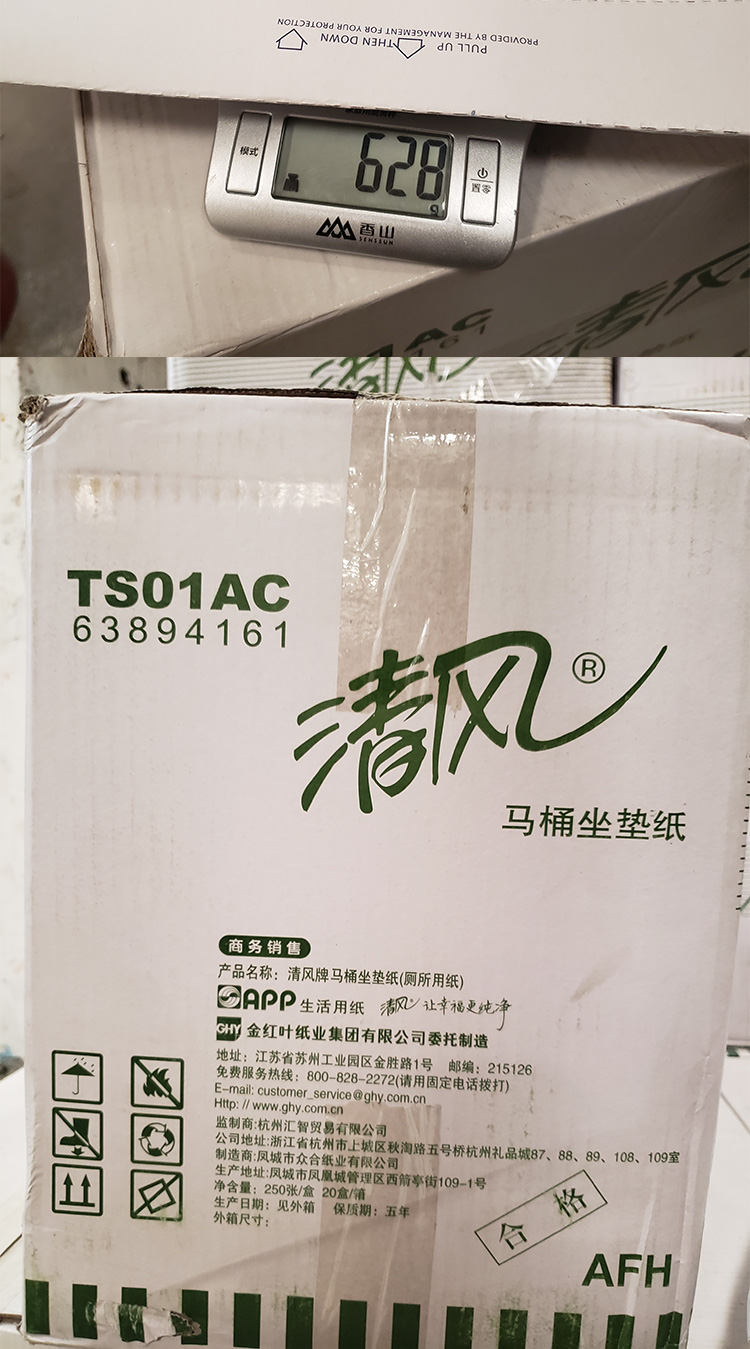 PROVIDED BY THE MANAGEMENT FOR YOUR PROTECTION
PULL UP THEN DOWN
模式
628
g
置零
香山
SENSSUN
AC
161
清风
TS01AC
63894161
清风®
马桶坐垫纸
商务销售
产品名称：清风牌马桶坐垫纸(厕所用纸)
APP 生活用纸 清风 让幸福更纯净
GHY 金红叶纸业集团有限公司委托制造
地址：江苏省苏州工业园区金胜路1号 邮编：215126
免费服务热线：800-828-2272(请用固定电话拨打)
E-mail: customer_service@ghy.com.cn
Http: // www.ghy.com.cn
监制商:杭州汇智贸易有限公司
公司地址:浙江省杭州市上城区秋淘路五号桥杭州礼品城87、88、89、108、109室
制造商:凤城市众合纸业有限公司
生产地址:凤城市凤凰城管理区西箭亭街109-1号
净含量：250张/盒 20盒/箱
生产日期：见外箱 保质期：五年
外箱尺寸：
合格
AFH